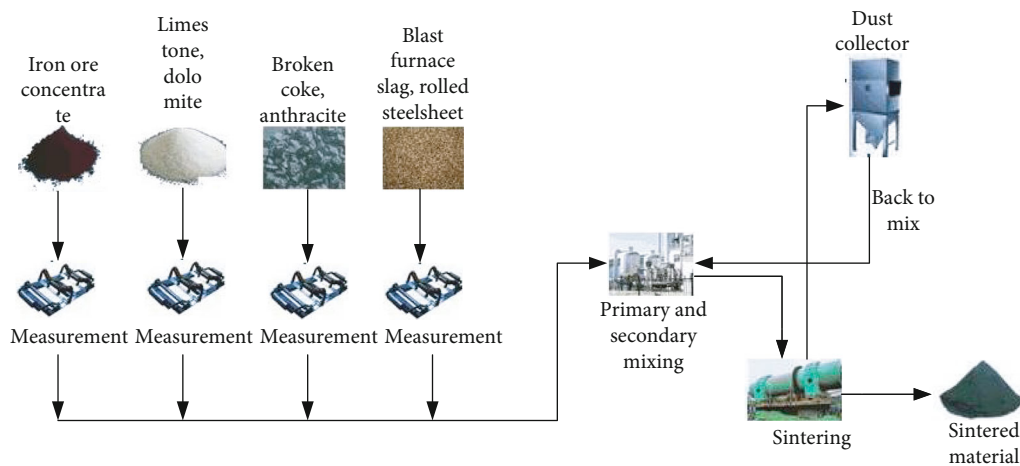 Iron ore
concentra
te
Limes
tone,
dolo
mite
Broken
coke,
anthracite
Blast
furnace
slag, rolled
steelsheet
Dust
collector
Back to
mix
Measurement
Measurement
Measurement
Measurement
Primary and
secondary
mixing
Sintering
Sintered
material